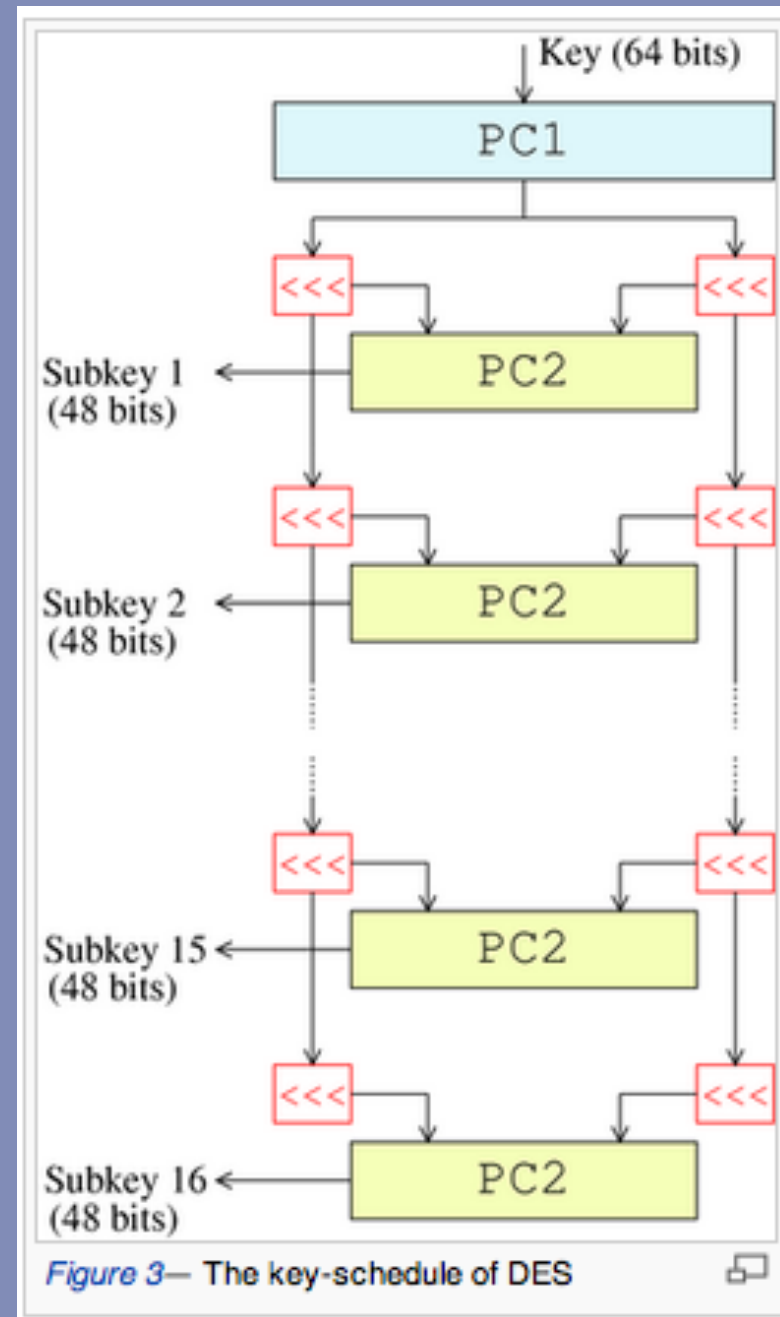 Key (64 bits)
PC1
<<< <<<
PC2
Subkey 1
(48 bits)
<<< <<<
PC2
Subkey 2
(48 bits)
<<< <<<
PC2
Subkey 15
(48 bits)
<<< <<<
PC2
Subkey 16
(48 bits)
Figure 3— The key-schedule of DES